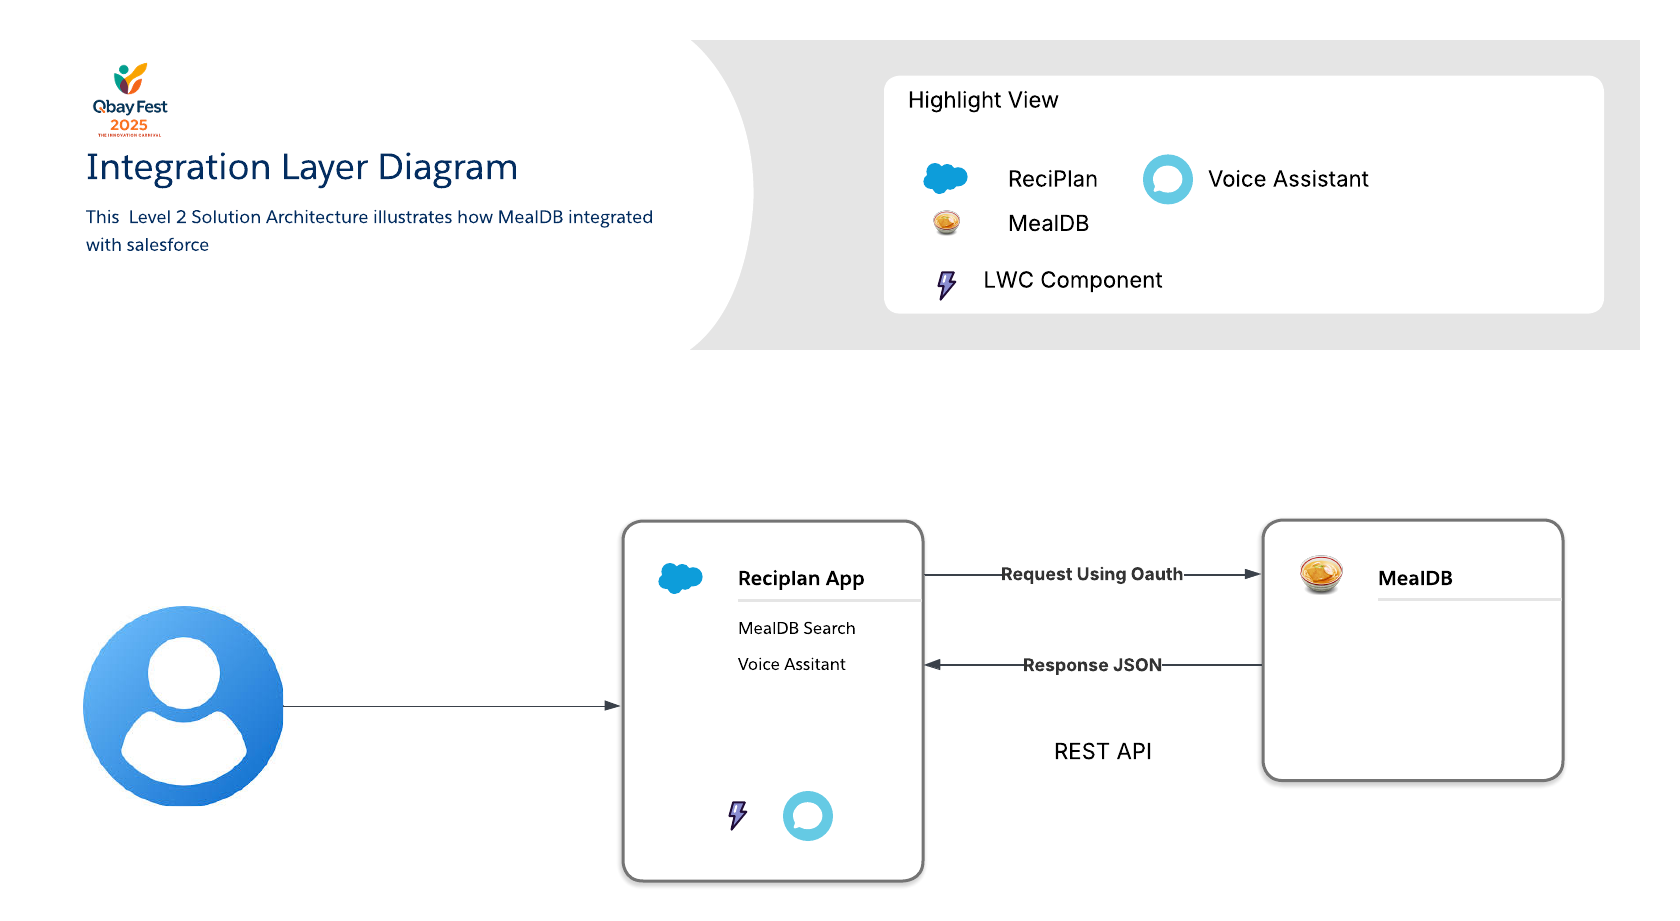 Qbay Fest
2025
THE INNOVATION CARNIVAL
Integration Layer Diagram
This  Level 2 Solution Architecture illustrates how MealDB integrated
with salesforce
Highlight View
ReciPlan
Voice Assistant
MealDB
LWC Component
Reciplan App
MealDB Search
Voice Assitant
Request Using Oauth
Response JSON
REST API
MealDB